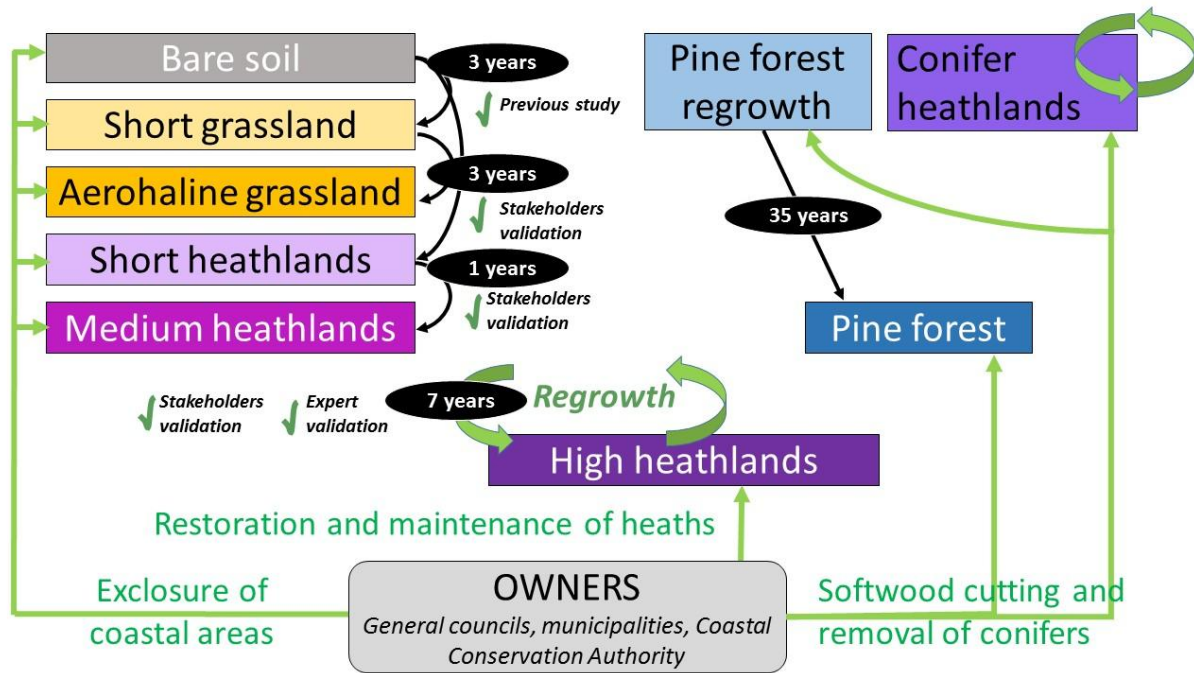 Bare soil
3 years
Previous study
Short grassland
Aerohaline grassland
3 years
Stakeholders
validation
Short heathlands
1 years
Stakeholders
validation
Medium heathlands
Pine forest
regrowth
Conifer
heathlands
35 years
Pine forest
Stakeholders
validation
Expert
validation
7 years
Regrowth
High heathlands
Restoration and maintenance of heaths
Exclosure of
coastal areas
OWNERS
General councils, municipalities, Coastal
Conservation Authority
Softwood cutting and
removal of conifers